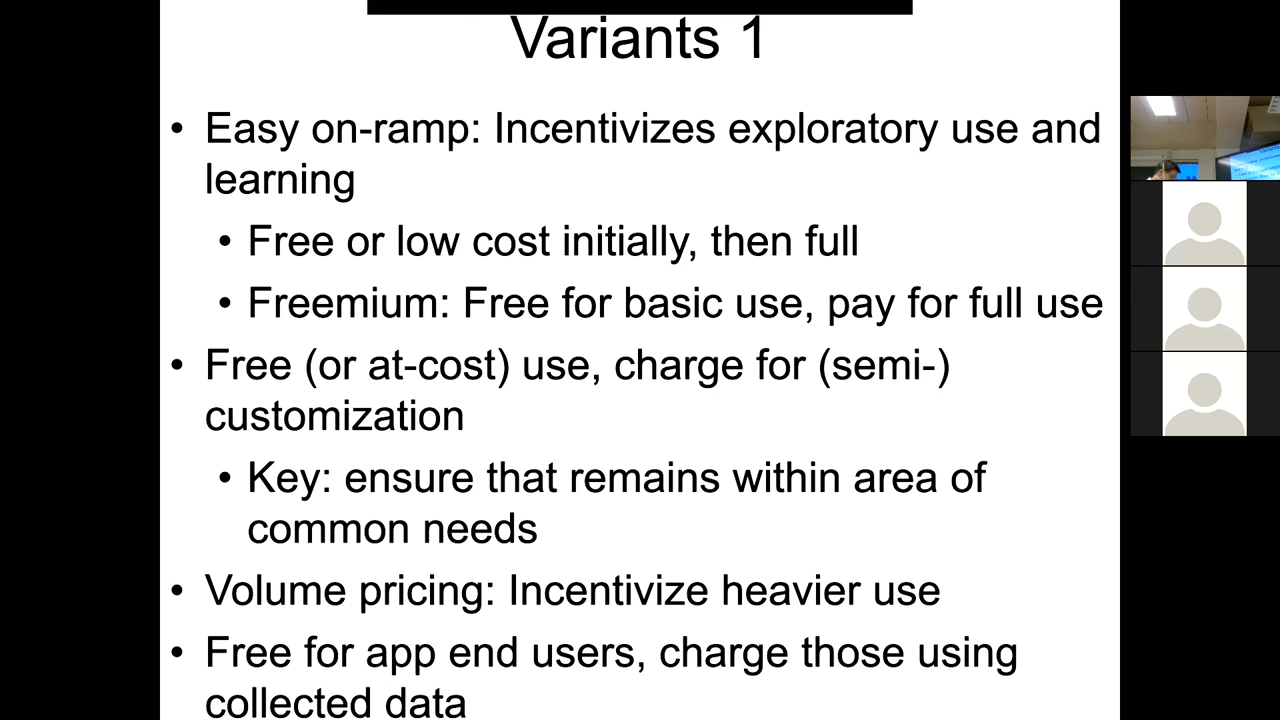 Variants 1
• Easy on-ramp: Incentivizes exploratory use and
learning
• Free or low cost initially, then full
• Freemium: Free for basic use, pay for full use
• Free (or at-cost) use, charge for (semi-)
customization
• Key: ensure that remains within area of
common needs
• Volume pricing: Incentivize heavier use
• Free for app end users, charge those using
collected data